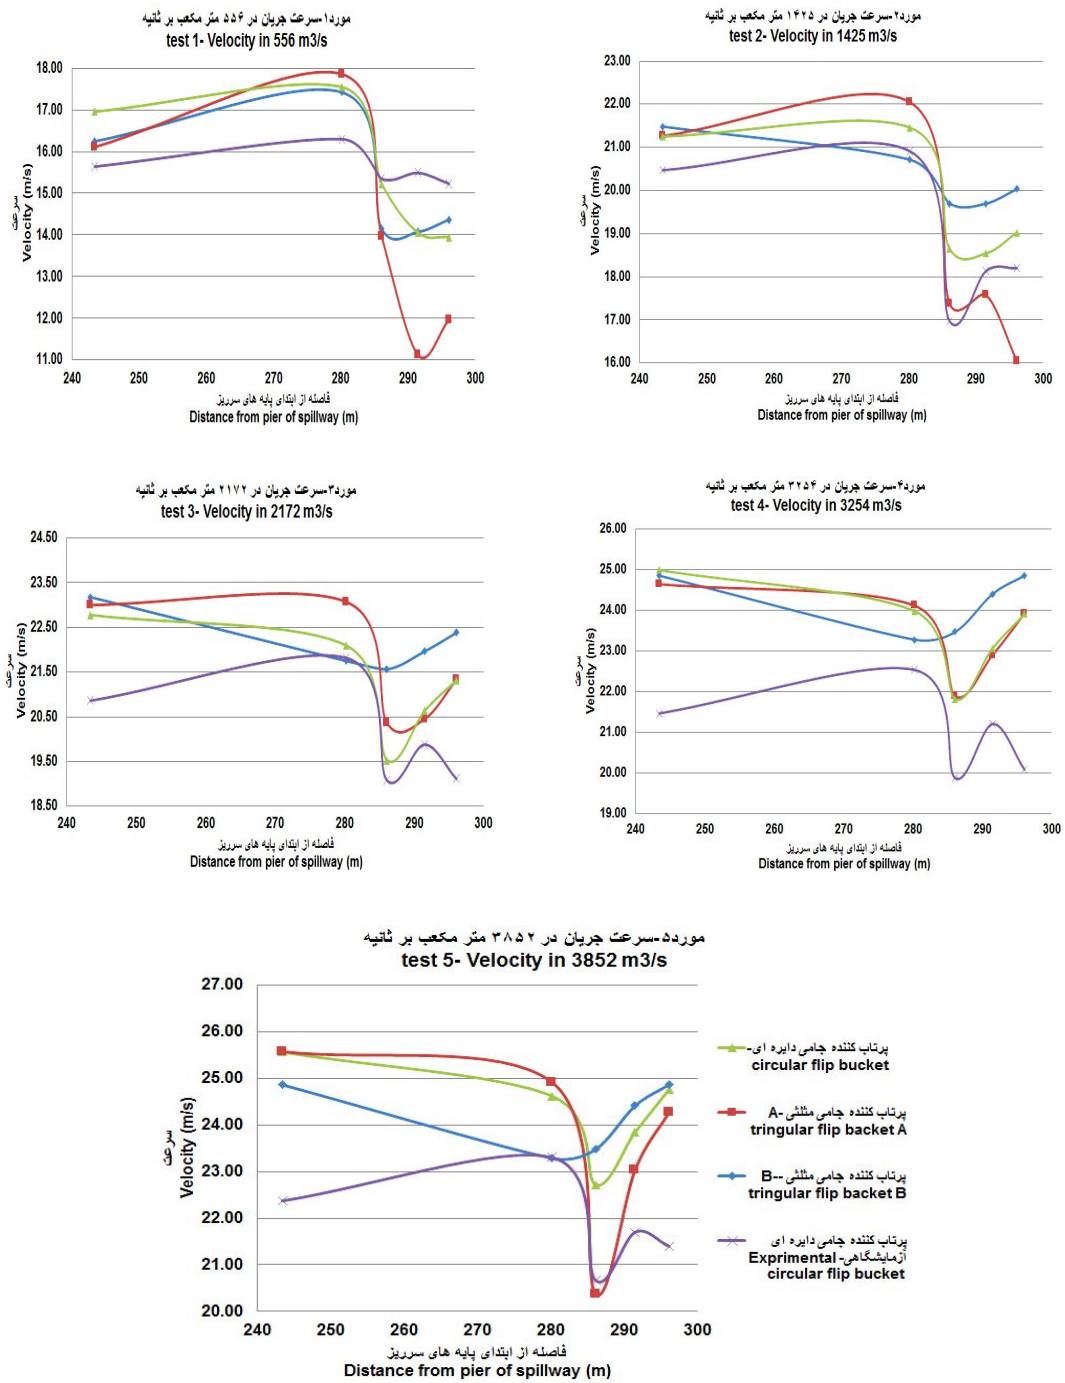 مورد۱-سرعت جریان در ۵۵۶ متر مکعب بر ثانیه
test 1- Velocity in 556 m3/s
18.00
17.00
16.00
15.00
14.00
13.00
12.00
11.00
سرعت
Velocity (m/s)
240 250 260 270 280 290 300
فاصله از ابتدای پایه های سرریز
Distance from pier of spillway (m)
مورد۲-سرعت جریان در ۱۴۲۵ متر مکعب بر ثانیه
test 2- Velocity in 1425 m3/s
23.00
22.00
21.00
20.00
19.00
18.00
17.00
16.00
سرعت
Velocity (m/s)
240 250 260 270 280 290 300
فاصله از ابتدای پایه های سرریز
Distance from pier of spillway (m)
مورد۳-سرعت جریان در ۲۱۷۲ متر مکعب بر ثانیه
test 3- Velocity in 2172 m3/s
24.50
23.50
22.50
21.50
20.50
19.50
18.50
سرعت
Velocity (m/s)
240 250 260 270 280 290 300
فاصله از ابتدای پایه های سرریز
Distance from pier of spillway (m)
مورد۴-سرعت جریان در ۳۲۵۴ متر مکعب بر ثانیه
test 4- Velocity in 3254 m3/s
26.00
25.00
24.00
23.00
22.00
21.00
20.00
19.00
سرعت
Velocity (m/s)
240 250 260 270 280 290 300
فاصله از ابتدای پایه های سرریز
Distance from pier of spillway (m)
مورد۵-سرعت جریان در ۳۸۵۲ متر مکعب بر ثانیه
test 5- Velocity in 3852 m3/s
27.00
26.00
25.00
24.00
23.00
22.00
21.00
20.00
سرعت
Velocity (m/s)
240 250 260 270 280 290 300
فاصله از ابتدای پایه های سرریز
Distance from pier of spillway (m)
پرتاب کننده جامی دایره ای-
circular flip bucket
پرتاب کننده جامی مثلثی -A
tringular flip backet A
پرتاب کننده جامی مثلثی --B
tringular flip backet B
پرتاب کننده جامی دایره ای
آزمایشگاهی- Exprimental
circular flip bucket